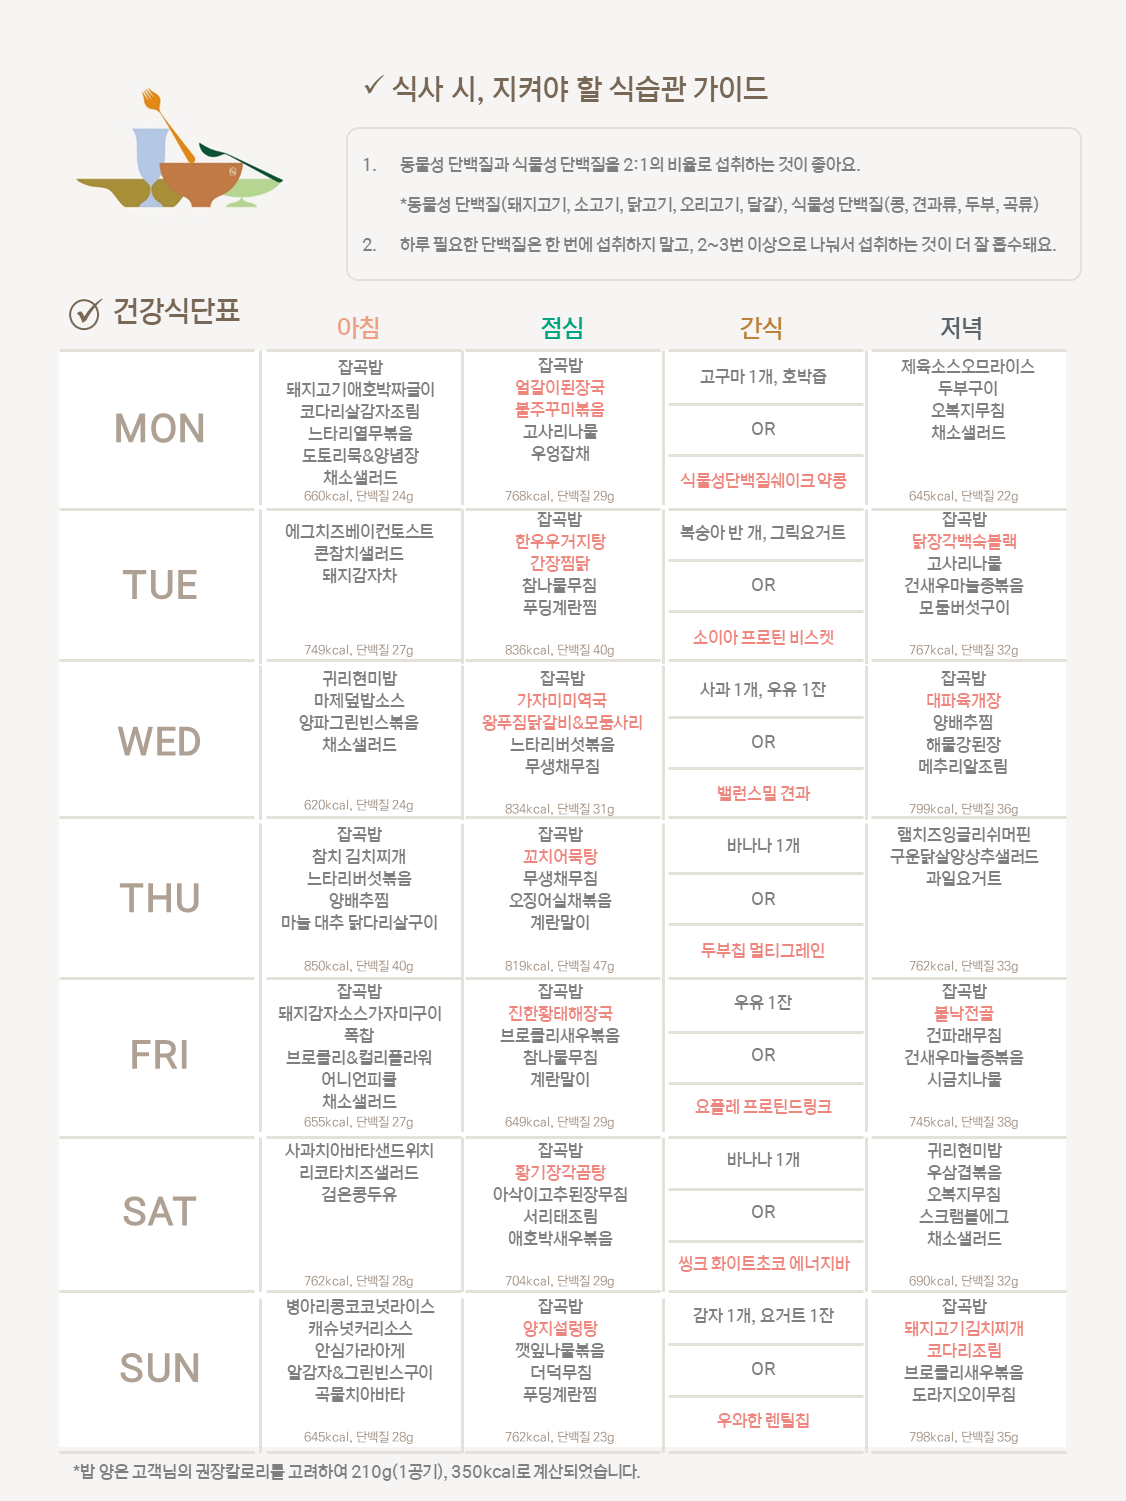 ✓ 식사 시, 지켜야 할 식습관 가이드
1. 동물성 단백질과 식물성 단백질을 2:1의 비율로 섭취하는 것이 좋아요.
*동물성 단백질(돼지고기, 소고기, 닭고기, 오리고기, 달걀), 식물성 단백질(콩, 견과류, 두부, 곡류)
2. 하루 필요한 단백질은 한 번에 섭취하지 말고, 2~3번 이상으로 나눠서 섭취하는 것이 더 잘 흡수돼요.
건강식단표
아침
점심
간식
저녁
MON
잡곡밥
돼지고기애호박짜글이
코다리살감자조림
느타리열무볶음
도토리묵&양념장
채소샐러드
660kcal, 단백질 24g
잡곡밥
얼갈이된장국
불주꾸미볶음
고사리나물
우엉잡채
768kcal, 단백질 29g
고구마 1개, 호박즙
OR
식물성단백질쉐이크 약콩
제육소스오므라이스
두부구이
오복지무침
채소샐러드
645kcal, 단백질 22g
TUE
에그치즈베이컨토스트
콘참치샐러드
돼지감자차
749kcal, 단백질 27g
잡곡밥
한우우거지탕
간장찜닭
참나물무침
푸딩계란찜
836kcal, 단백질 40g
복숭아 반 개, 그릭요거트
OR
소이아 프로틴 비스켓
잡곡밥
닭장각백숙블랙
고사리나물
건새우마늘종볶음
모둠버섯구이
767kcal, 단백질 32g
WED
귀리현미밥
마제덮밥소스
양파그린빈스볶음
채소샐러드
620kcal, 단백질 24g
잡곡밥
가자미미역국
왕푸짐닭갈비&모둠사리
느타리버섯볶음
무생채무침
834kcal, 단백질 31g
사과 1개, 우유 1잔
OR
밸런스밀 견과
잡곡밥
대파육개장
양배추찜
해물강된장
메추리알조림
799kcal, 단백질 36g
THU
잡곡밥
참치 김치찌개
느타리버섯볶음
양배추찜
마늘 대추 닭다리살구이
850kcal, 단백질 40g
잡곡밥
꼬치어묵탕
무생채무침
오징어실채볶음
계란말이
819kcal, 단백질 47g
바나나 1개
OR
두부칩 멀티그레인
햄치즈잉글리쉬머핀
구운닭살양상추샐러드
과일요거트
762kcal, 단백질 33g
FRI
잡곡밥
돼지감자소스가자미구이
폭찹
브로콜리&컬리플라워
어니언피클
채소샐러드
655kcal, 단백질 27g
잡곡밥
진한황태해장국
브로콜리새우볶음
참나물무침
계란말이
649kcal, 단백질 29g
우유 1잔
OR
요플레 프로틴드링크
잡곡밥
불낙전골
건파래무침
건새우마늘종볶음
시금치나물
745kcal, 단백질 38g
SAT
사과치아바타샌드위치
리코타치즈샐러드
검은콩두유
762kcal, 단백질 28g
잡곡밥
황기장각곰탕
아삭이고추된장무침
서리태조림
애호박새우볶음
704kcal, 단백질 29g
바나나 1개
OR
씽크 화이트초코 에너지바
귀리현미밥
우삼겹볶음
오복지무침
스크램블에그
채소샐러드
690kcal, 단백질 32g
SUN
병아리콩코코넛라이스
캐슈넛커리소스
안심가라아게
알감자&그린빈스구이
곡물치아바타
645kcal, 단백질 28g
잡곡밥
양지설렁탕
깻잎나물볶음
더덕무침
푸딩계란찜
762kcal, 단백질 23g
감자 1개, 요거트 1잔
OR
우와한 렌틸칩
잡곡밥
돼지고기김치찌개
코다리조림
브로콜리새우볶음
도라지오이무침
798kcal, 단백질 35g
*밥 양은 고객님의 권장칼로리를 고려하여 210g(1공기), 350kcal로 계산되었습니다.